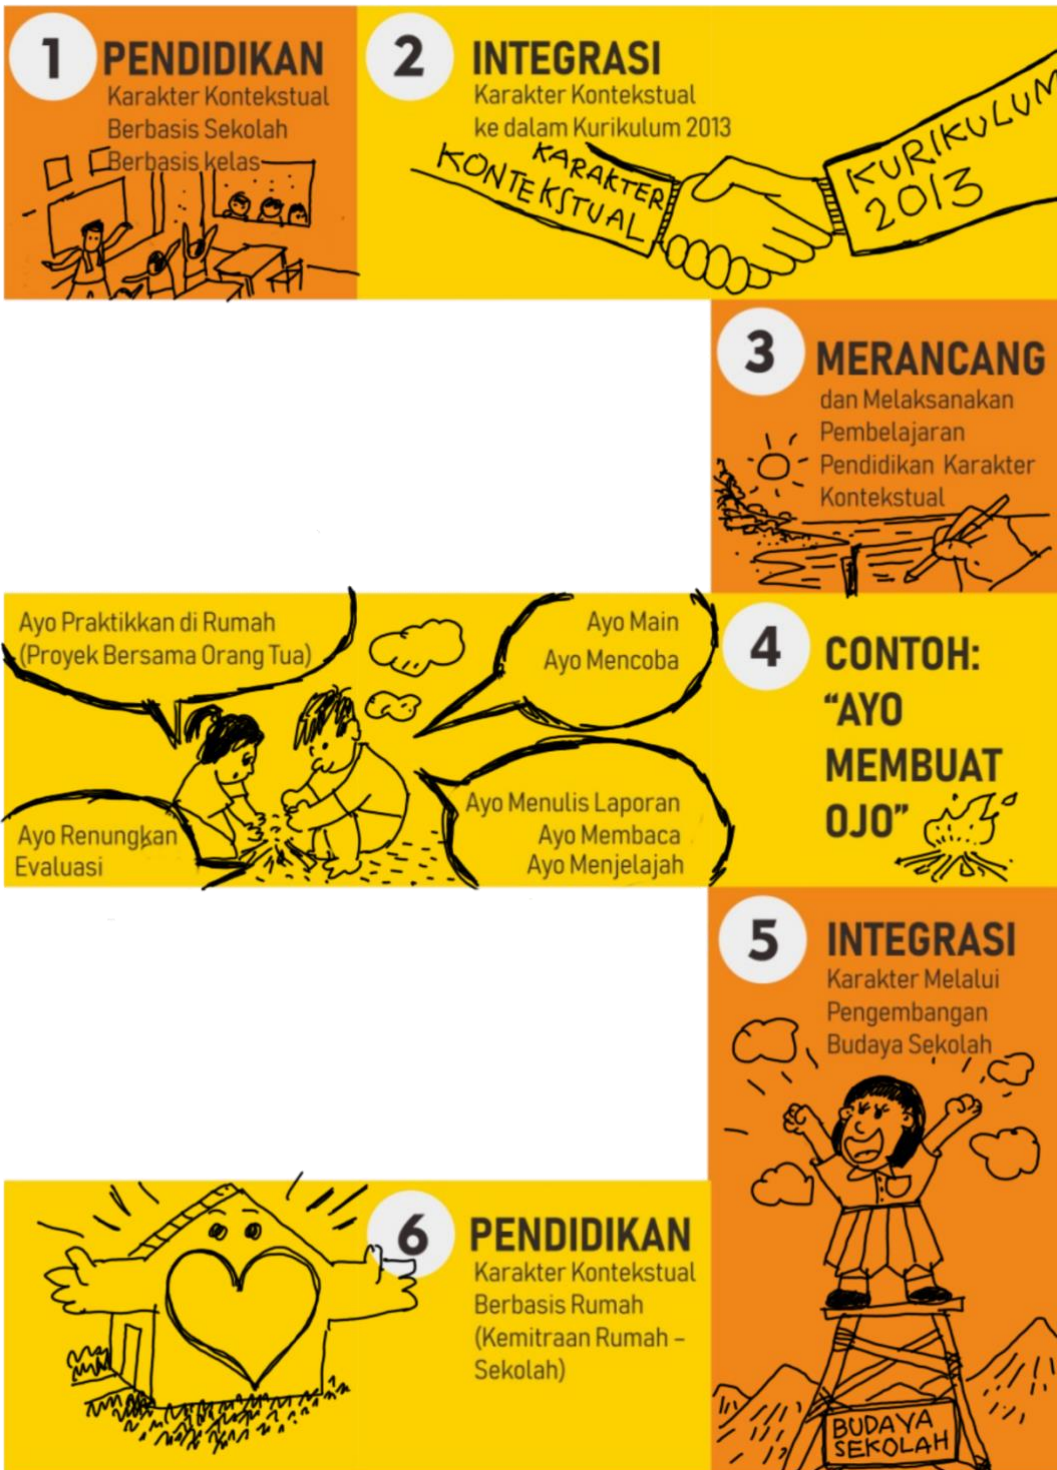 1
PENDIDIKAN
Karakter Kontekstual
Berbasis Sekolah
Berbasis kelas
2
INTEGRASI
Karakter Kontekstual
ke dalam Kurikulum 2013
KARAKTER
KONTEKSTUAL
KURIKULUM
2013
3
MERANCANG
dan Melaksanakan
Pembelajaran
Pendidikan Karakter
Kontekstual
Ayo Praktikkan di Rumah
(Proyek Bersama Orang Tua)
Ayo Main
Ayo Mencoba
Ayo Renungkan
Evaluasi
Ayo Menulis Laporan
Ayo Membaca
Ayo Menjelajah
4
CONTOH:
“AYO
MEMBUAT
OJO”
5
INTEGRASI
Karakter Melalui
Pengembangan
Budaya Sekolah
BUDAYA
SEKOLAH
6
PENDIDIKAN
Karakter Kontekstual
Berbasis Rumah
(Kemitraan Rumah –
Sekolah)